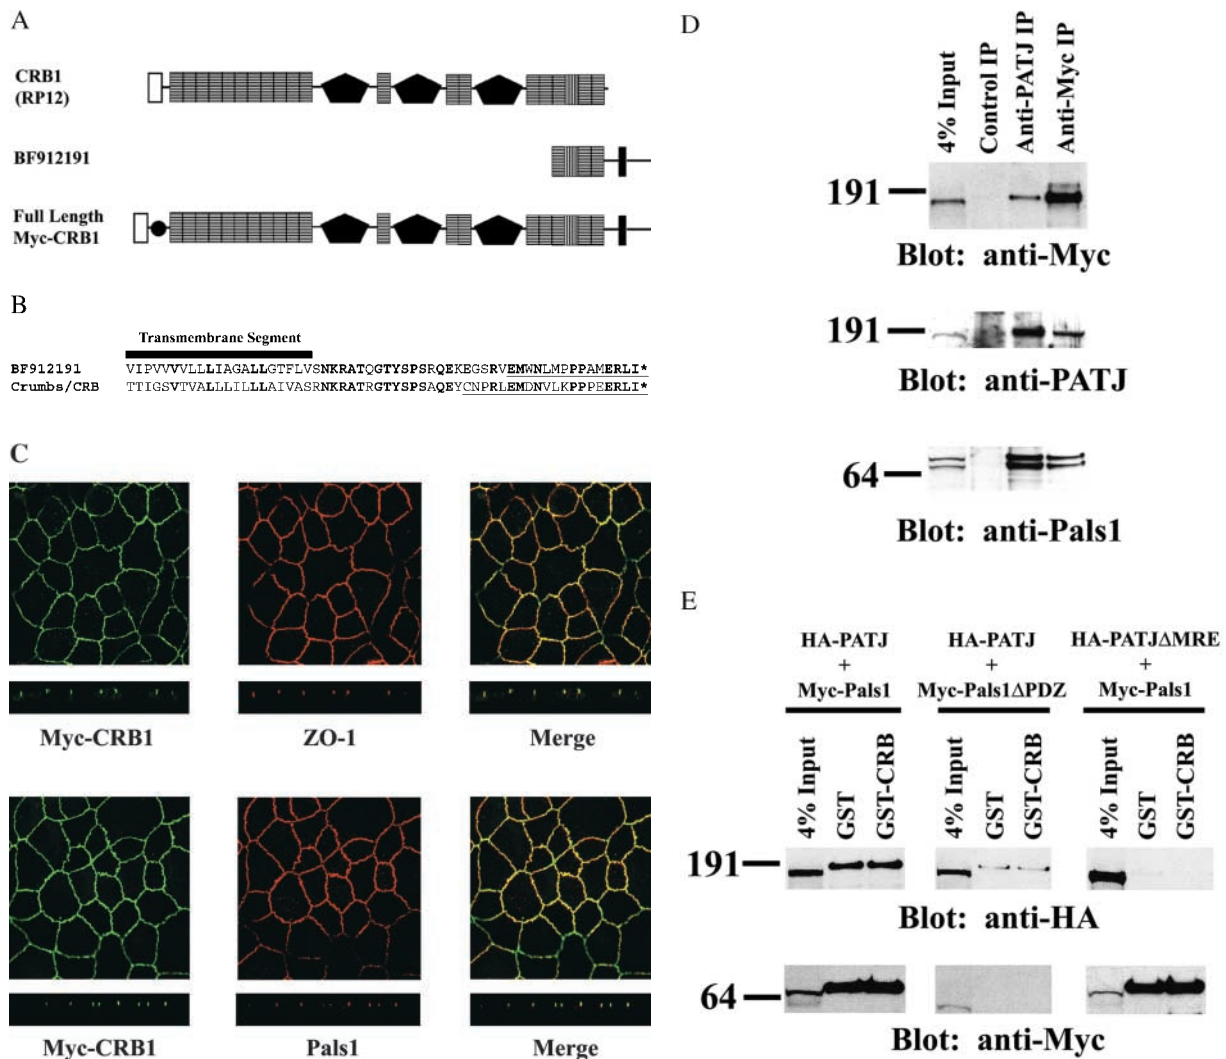 A
CRB1
(RP12)
BF912191
Full Length
Myc-CRB1
B
Transmembrane Segment
BF912191 VIPVVVVLLLIAGALLGTFLVSNKRATQGTYSPSRQEKEGSRVEMWNLMPPPAMERLI*
Crumbs/CRB TTIGSVTVALLLILLLAIVASRNKRATRGTYSPSAQEYCNPRLEMDNVLKPPPEERLI*
C
Myc-CRB1 ZO-1 Merge
Myc-CRB1 Pals1 Merge
D
4% Input Control IP Anti-PATJ IP Anti-Myc IP
191
Blot: anti-Myc
191
Blot: anti-PATJ
64
Blot: anti-Pals1
E
HA-PATJ HA-PATJ HA-PATJΔMRE
+ + +
Myc-Pals1 Myc-Pals1ΔPDZ Myc-Pals1
4% Input GST GST-CRB 4% Input GST GST-CRB 4% Input GST GST-CRB
191
Blot: anti-HA
64
Blot: anti-Myc